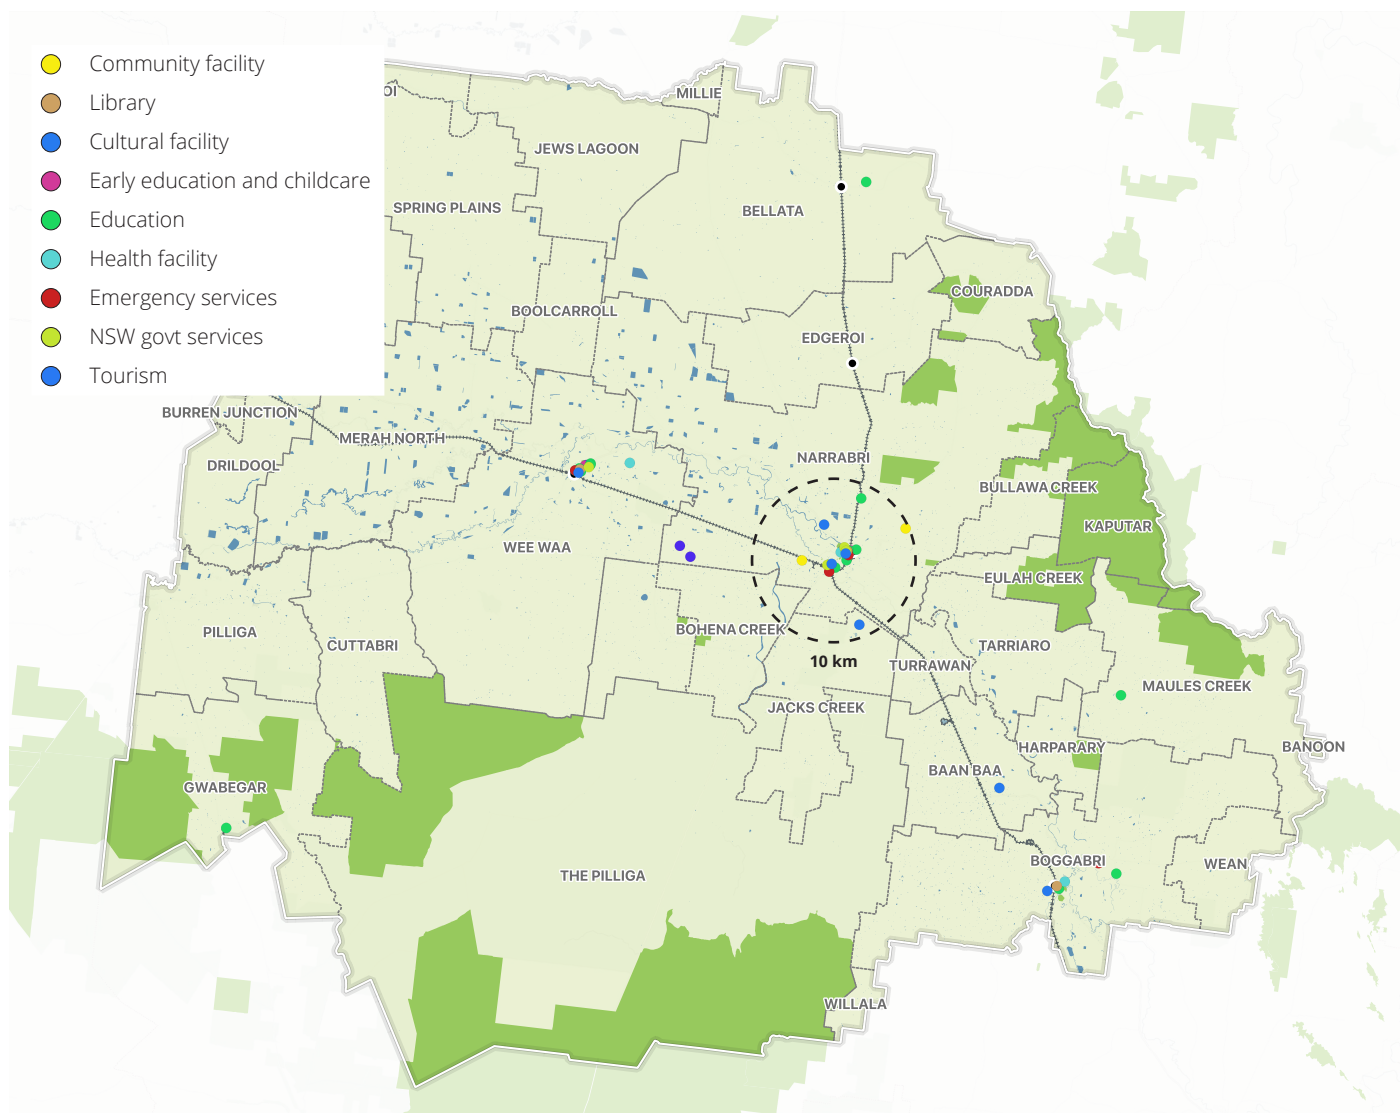 Community facility
Library
Cultural facility
Early education and childcare
Education
Health facility
Emergency services
NSW govt services
Tourism
OI
MILLIE
JEWS LAGOON
SPRING PLAINS
BELLATA
COURADDA
BOOLCARROLL
EDGEROI
BURREN JUNCTION
MERAH NORTH
DRILDOOL
NARRABRI
BULLAWA CREEK
KAPUTAR
WEE WAA
EULAH CREEK
PILLIGA
CUTTABRI
BOHENA CREEK
10 km
TURRAWAN
TARRIARO
MAULES CREEK
JACKS CREEK
HARPARARY
BANOON
BAAN BAA
GWABEGAR
BOGGABRI
WEAN
THE PILLIGA
WILLALA